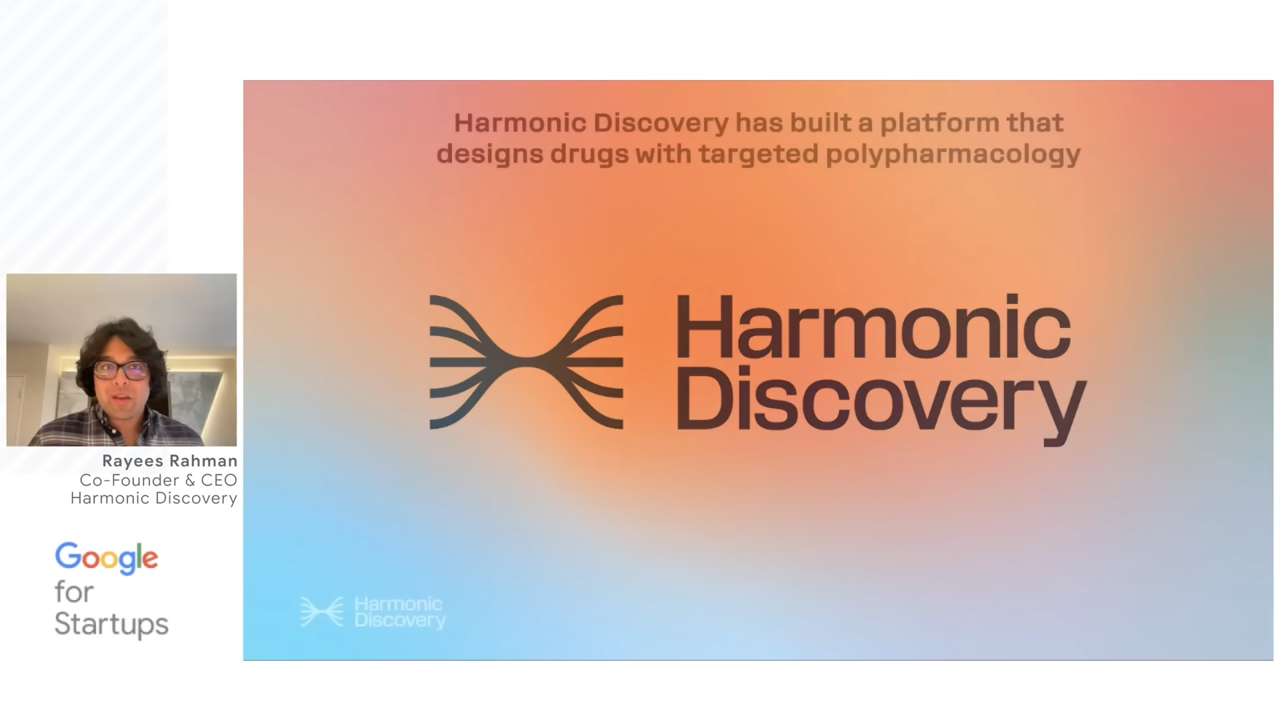 Harmonic Discovery has built a platform that
designs drugs with targeted polypharmacology
Harmonic
Discovery
Rayees Rahman
Co-Founder & CEO
Harmonic Discovery
Google
for
Startups
Harmonic
Discovery